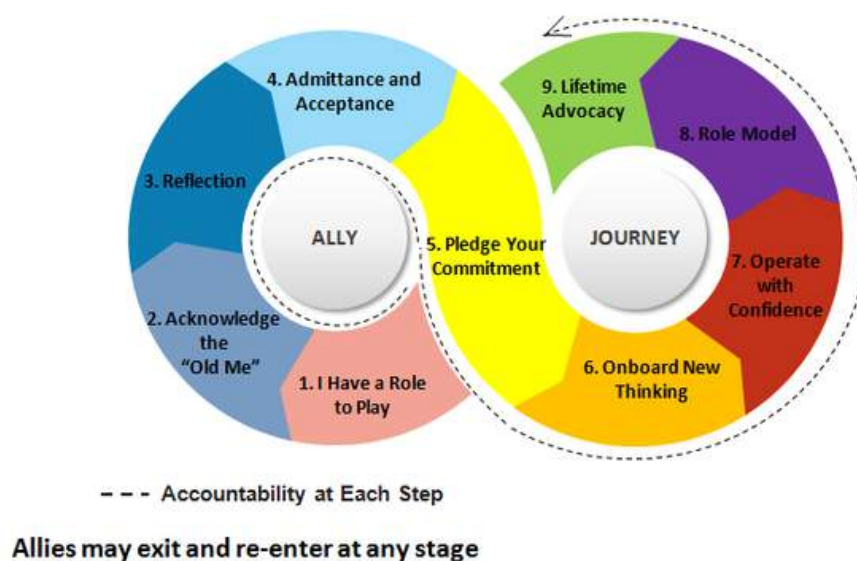 4. Admittance and
Acceptance
9. Lifetime
Advocacy
8. Role Model
3. Reflection
ALLY
5. Pledge Your
Commitment
JOURNEY
7. Operate
with
Confidence
2. Acknowledge
the
“Old Me”
1. I Have a Role
to Play
6. Onboard New
Thinking
--- Accountability at Each Step
Allies may exit and re-enter at any stage